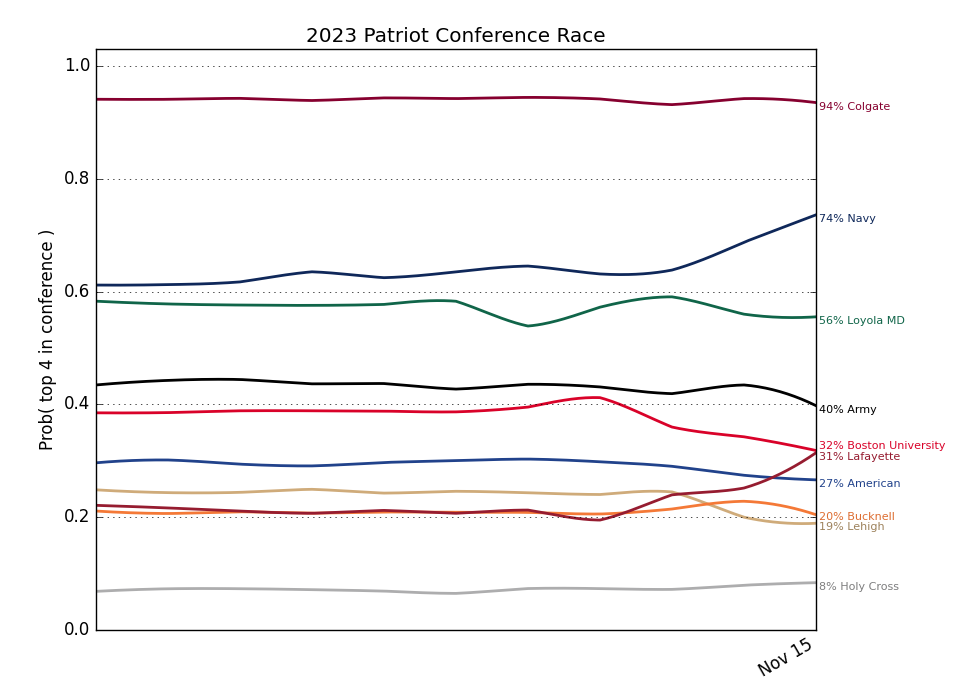 2023 Patriot Conference Race
Prob( top 4 in conference )
1.0
0.8
0.6
0.4
0.2
0.0
94% Colgate
74% Navy
56% Loyola MD
40% Army
32% Boston University
31% Lafayette
27% American
20% Bucknell
19% Lehigh
8% Holy Cross
Nov 15